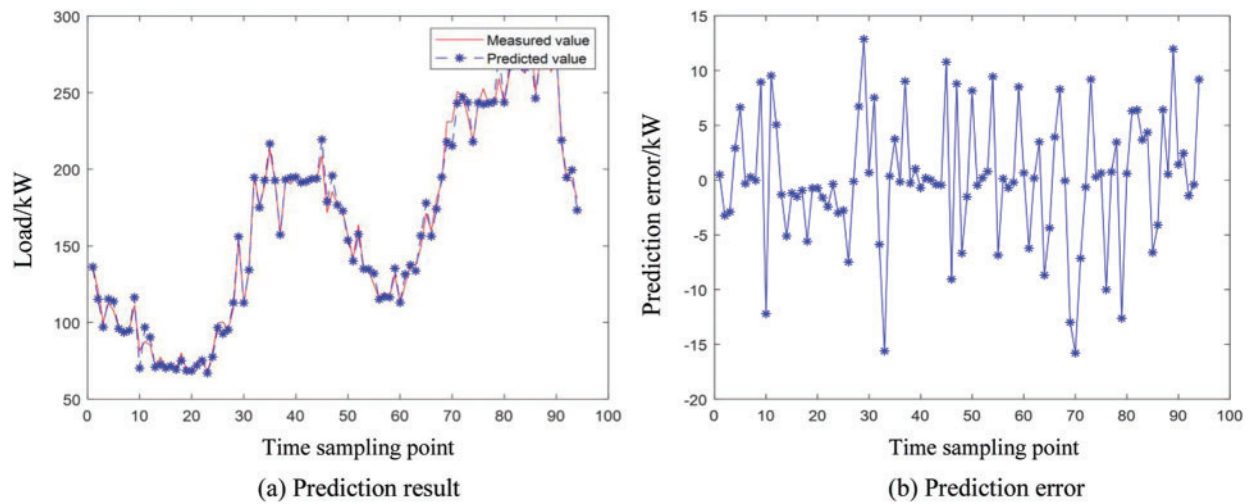 300
250
200
150
100
50
0 10 20 30 40 50 60 70 80 90 100
Load/kW
Measured value
Predicted value
Time sampling point
(a) Prediction result
15
10
5
0
-5
-10
-15
-20
0 10 20 30 40 50 60 70 80 90 100
Prediction error/kW
Time sampling point
(b) Prediction error